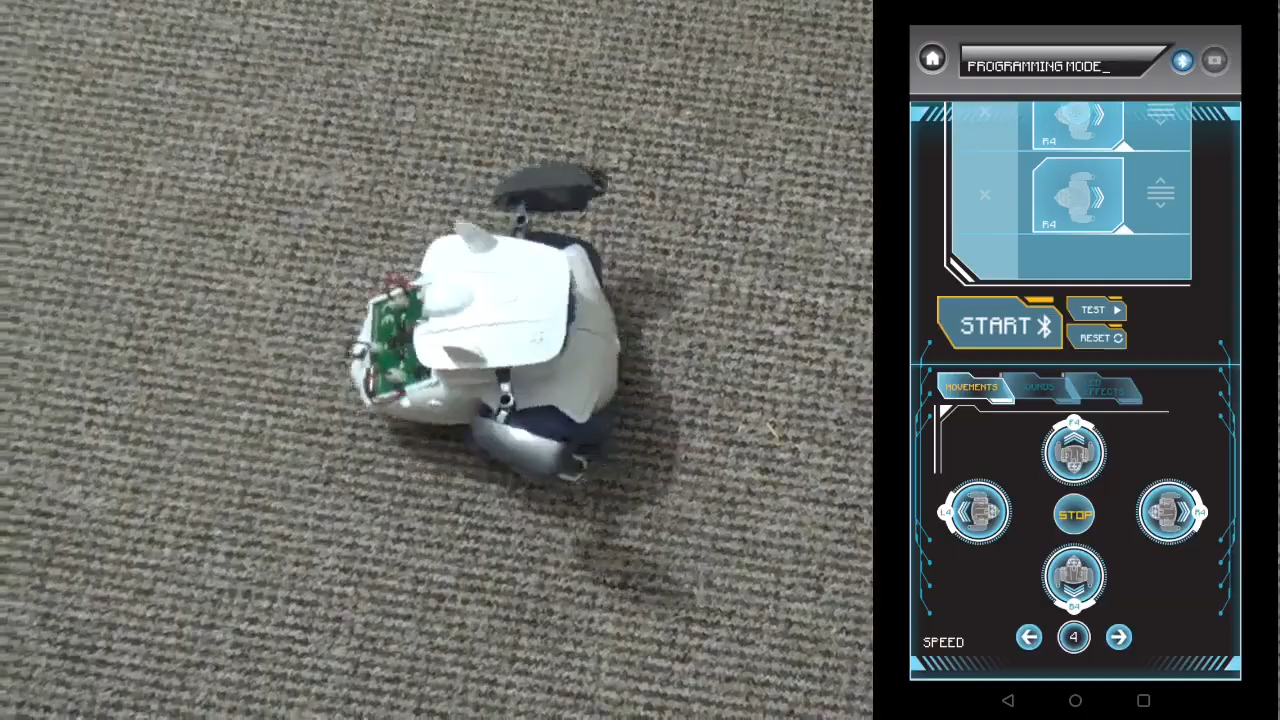 PROGRAMMING MODE_
R4
R4
START
TEST
RESET
MOVEMENTS
F4
L4
STOP
R4
B4
SPEED
4